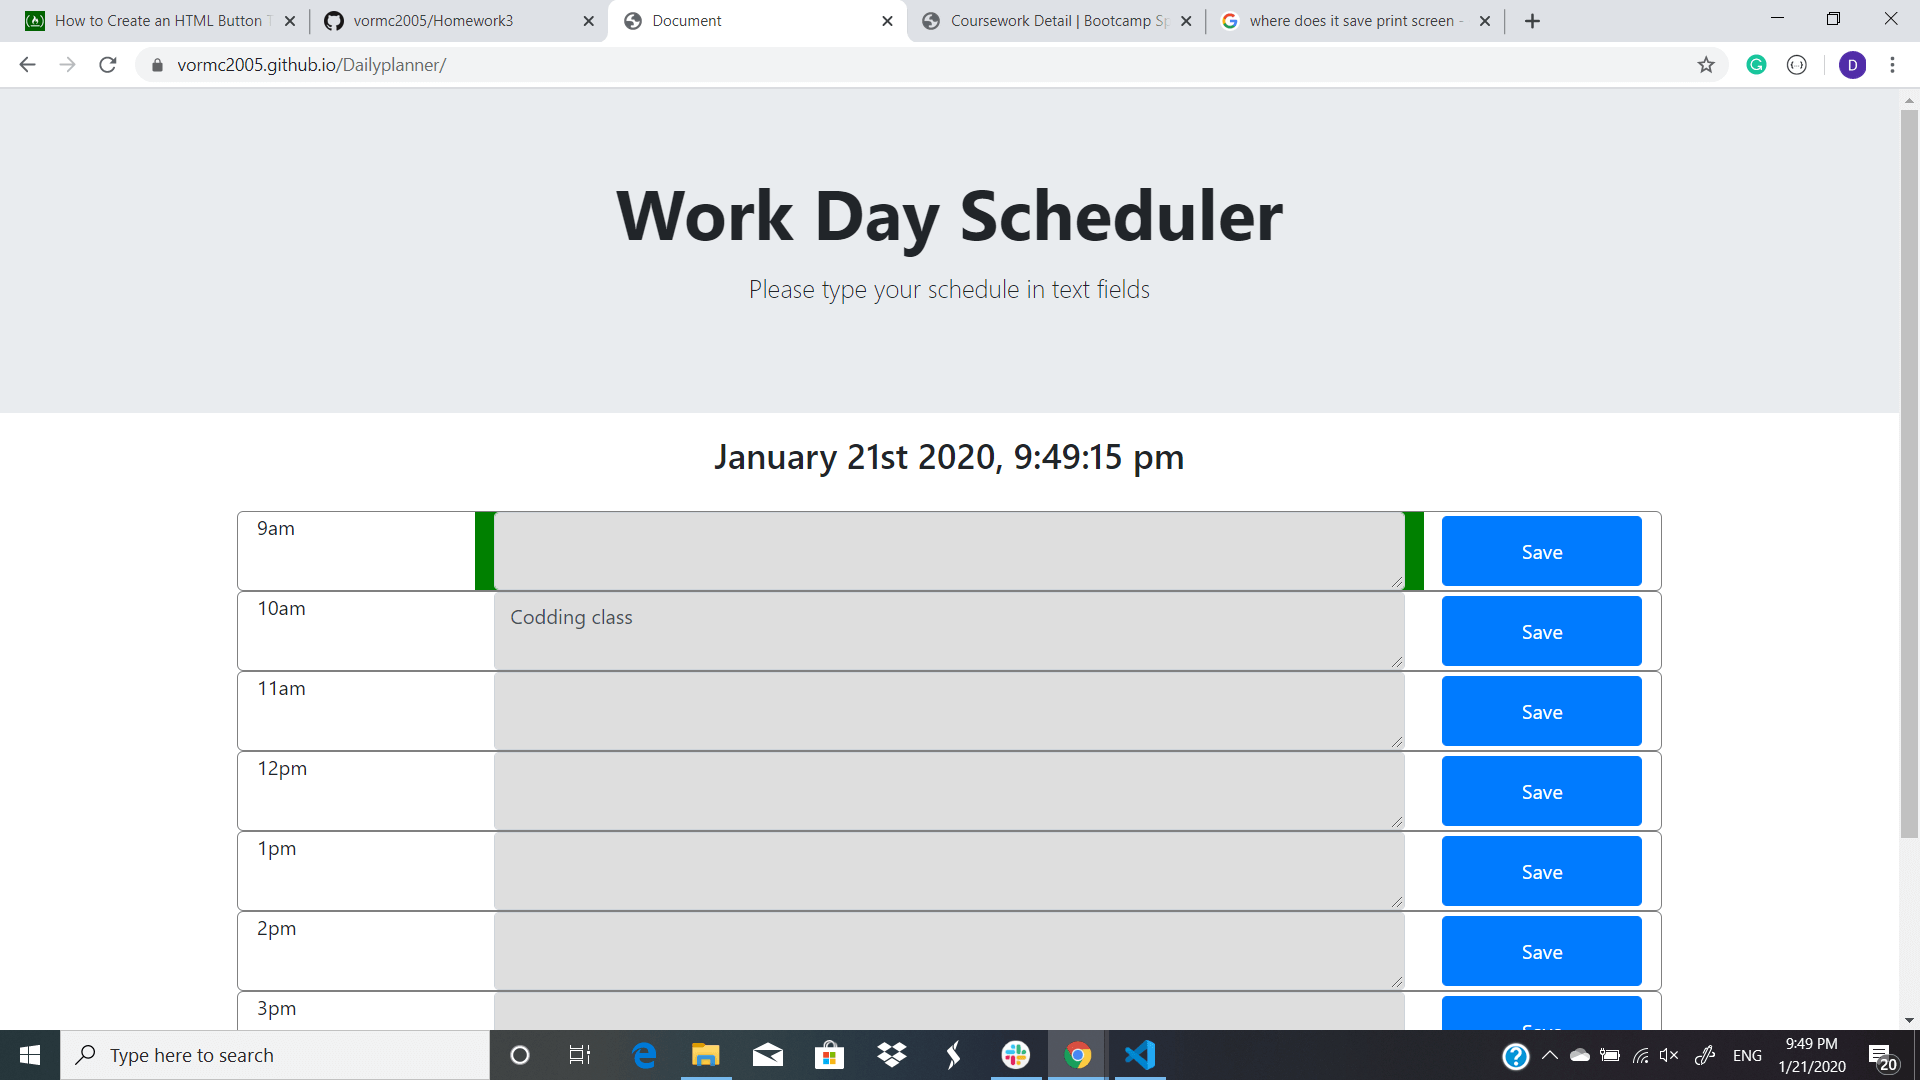 How to Create an HTML Button T
vormc2005/Homework3
Document
Coursework Detail | Bootcamp Sp
where does it save print screen -
vormc2005.github.io/Dailyplanner/
D
Work Day Scheduler
Please type your schedule in text fields
January 21st 2020, 9:49:15 pm
9am
Save
10am
Codding class
Save
11am
Save
12pm
Save
1pm
Save
2pm
Save
3pm
Save
Type here to search
ENG
9:49 PM
1/21/2020
20